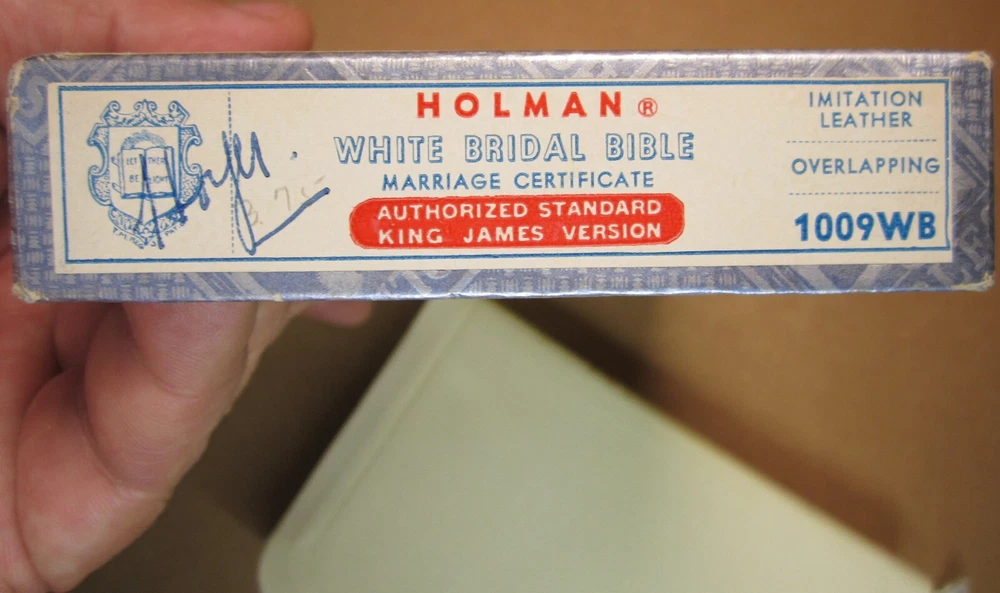 HOLMAN ®
WHITE BRIDAL BIBLE
MARRIAGE CERTIFICATE
AUTHORIZED STANDARD
KING JAMES VERSION
IMITATION
LEATHER
OVERLAPPING
1009WB